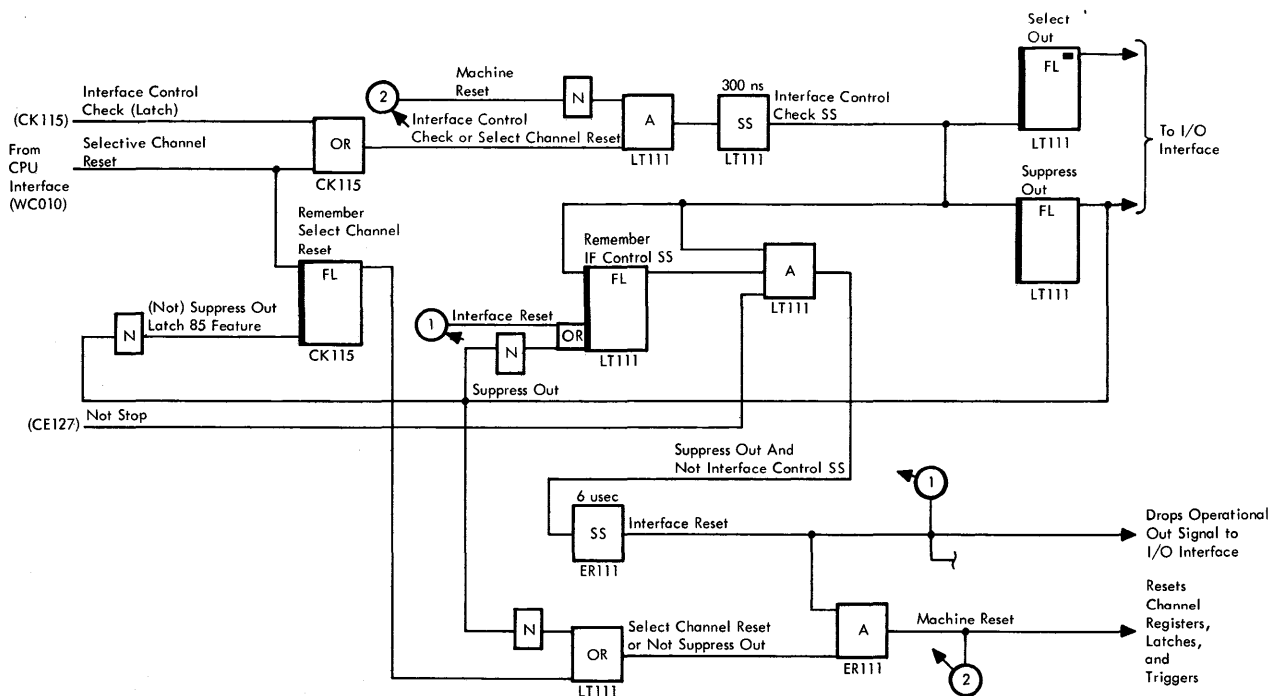 Select
Out
FL
LT111
To I/O
Interface
Machine
Reset
2
N
Interface Control
Check or Select Channel Reset
A
LT111
300 ns
SS
LT111
Interface Control
Check SS
Interface Control
Check (Latch)
(CK115)
Selective Channel
Reset
From
CPU
Interface
(WC010)
OR
CK115
Suppress
Out
FL
LT111
Remember
Select Channel
Reset
FL
CK115
Remember
IF Control SS
FL
LT111
A
LT111
(Not) Suppress Out
Latch 85 Feature
N
1
Interface Reset
OR
N
Suppress Out
(CE127)
Not Stop
Suppress Out And
Not Interface Control SS
1
6 usec
SS
ER111
Interface Reset
Drops Operational
Out Signal to
I/O Interface
N
OR
LT111
Select Channel Reset
or Not Suppress Out
A
ER111
Machine Reset
2
Resets
Channel
Registers,
Latches,
and
Triggers